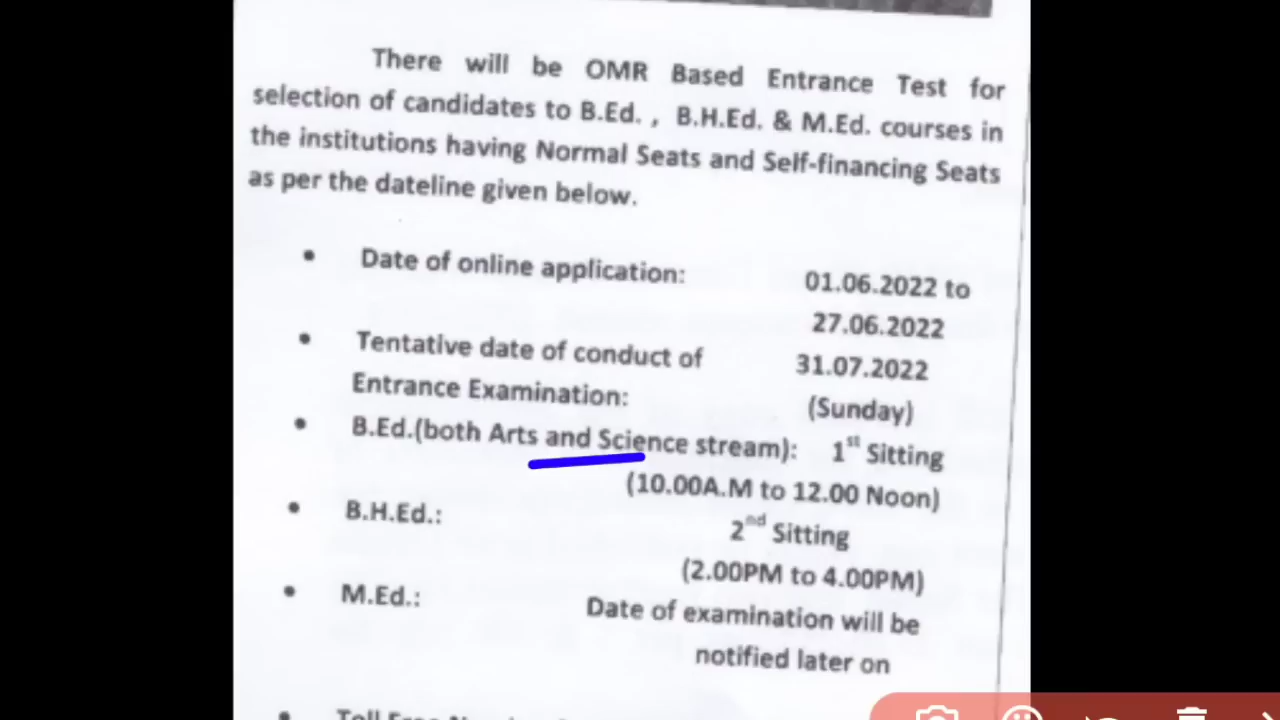 There will be OMR Based Entrance Test for
selection of candidates to B.Ed. , B.H.Ed. & M.Ed. courses in
the institutions having Normal Seats and Self-financing Seats
as per the dateline given below.
• Date of online application: 01.06.2022 to
27.06.2022
• Tentative date of conduct of 31.07.2022
Entrance Examination: (Sunday)
• B.Ed.(both Arts and Science stream): 1st Sitting
(10.00A.M to 12.00 Noon)
• B.H.Ed.: 2nd Sitting
(2.00PM to 4.00PM)
• M.Ed.: Date of examination will be
notified later on
• Toll Free